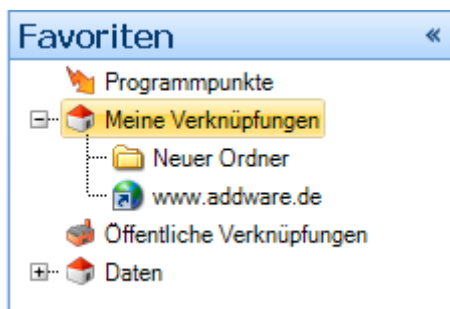 Favoriten «
Programmpunkte
Meine Verknüpfungen
Neuer Ordner
www.addware.de
Öffentliche Verknüpfungen
Daten